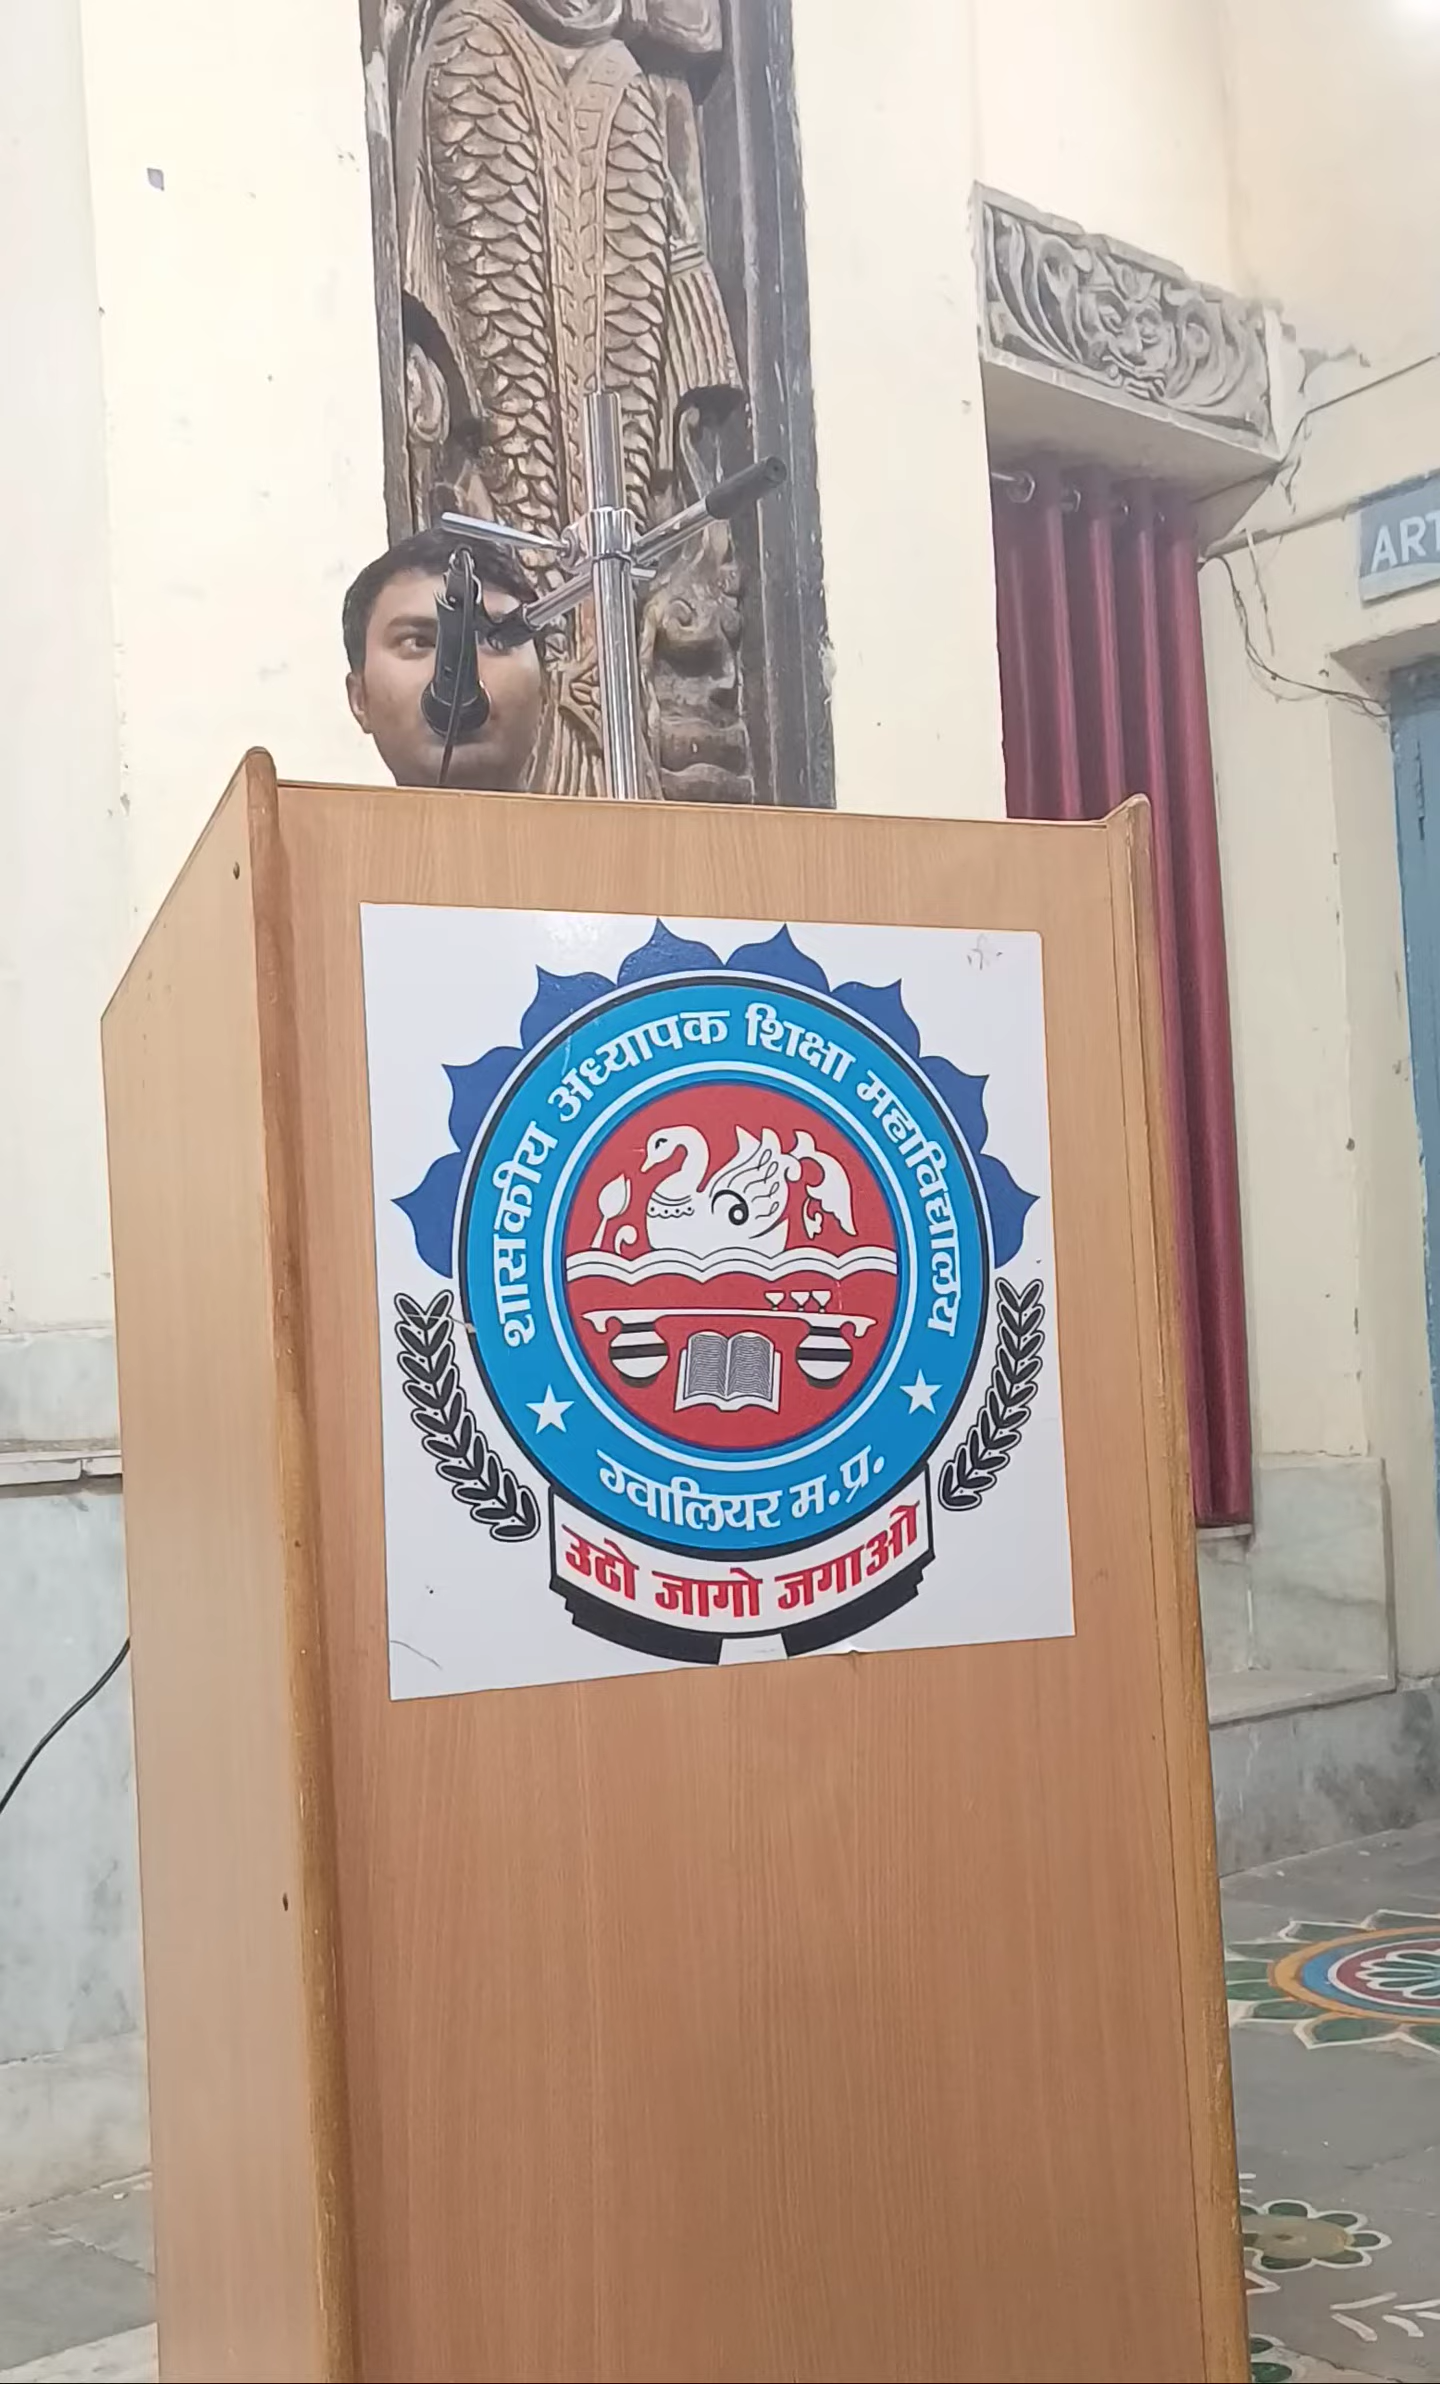 ART
शासकीय अध्यापक शिक्षा महाविद्यालय
ग्वालियर म.प्र.
उठो जागो जगाओ